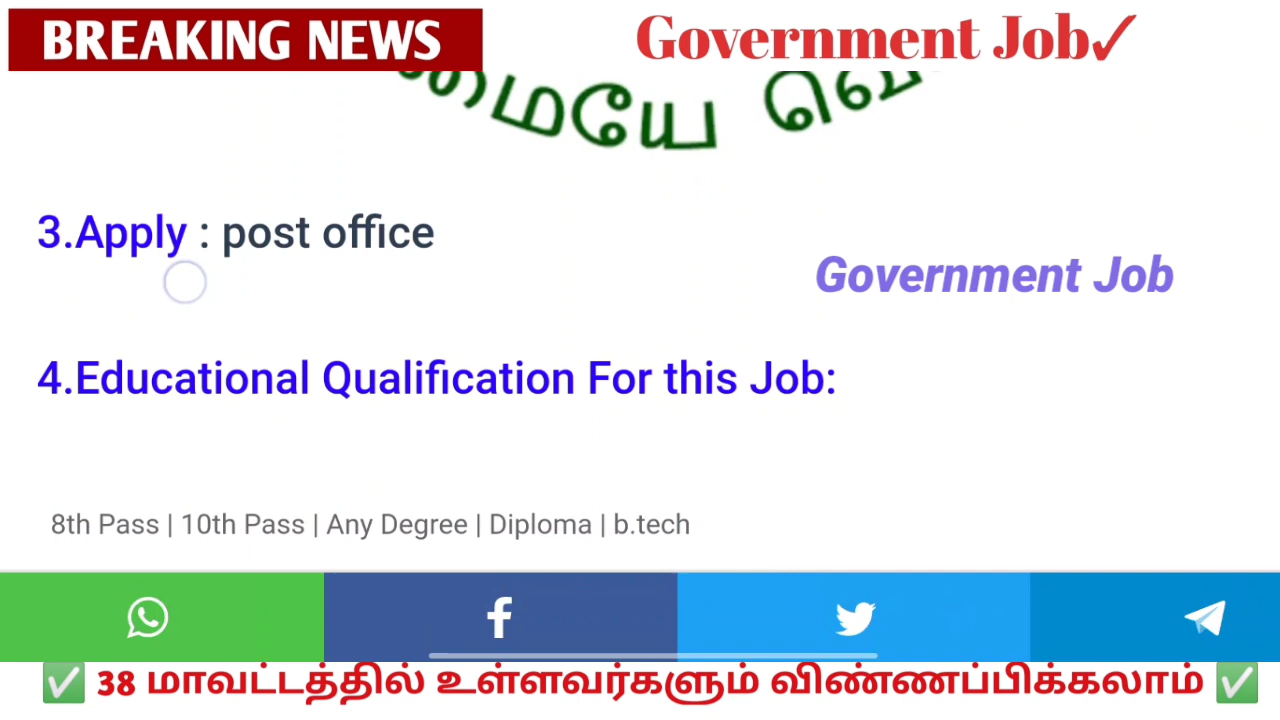 BREAKING NEWS
Government Job✓
3.Apply : post office
Government Job
4.Educational Qualification For this Job:
8th Pass | 10th Pass | Any Degree | Diploma | b.tech
✅ 38 மாவட்டத்தில் உள்ளவர்களும் விண்ணப்பிக்கலாம் ✅